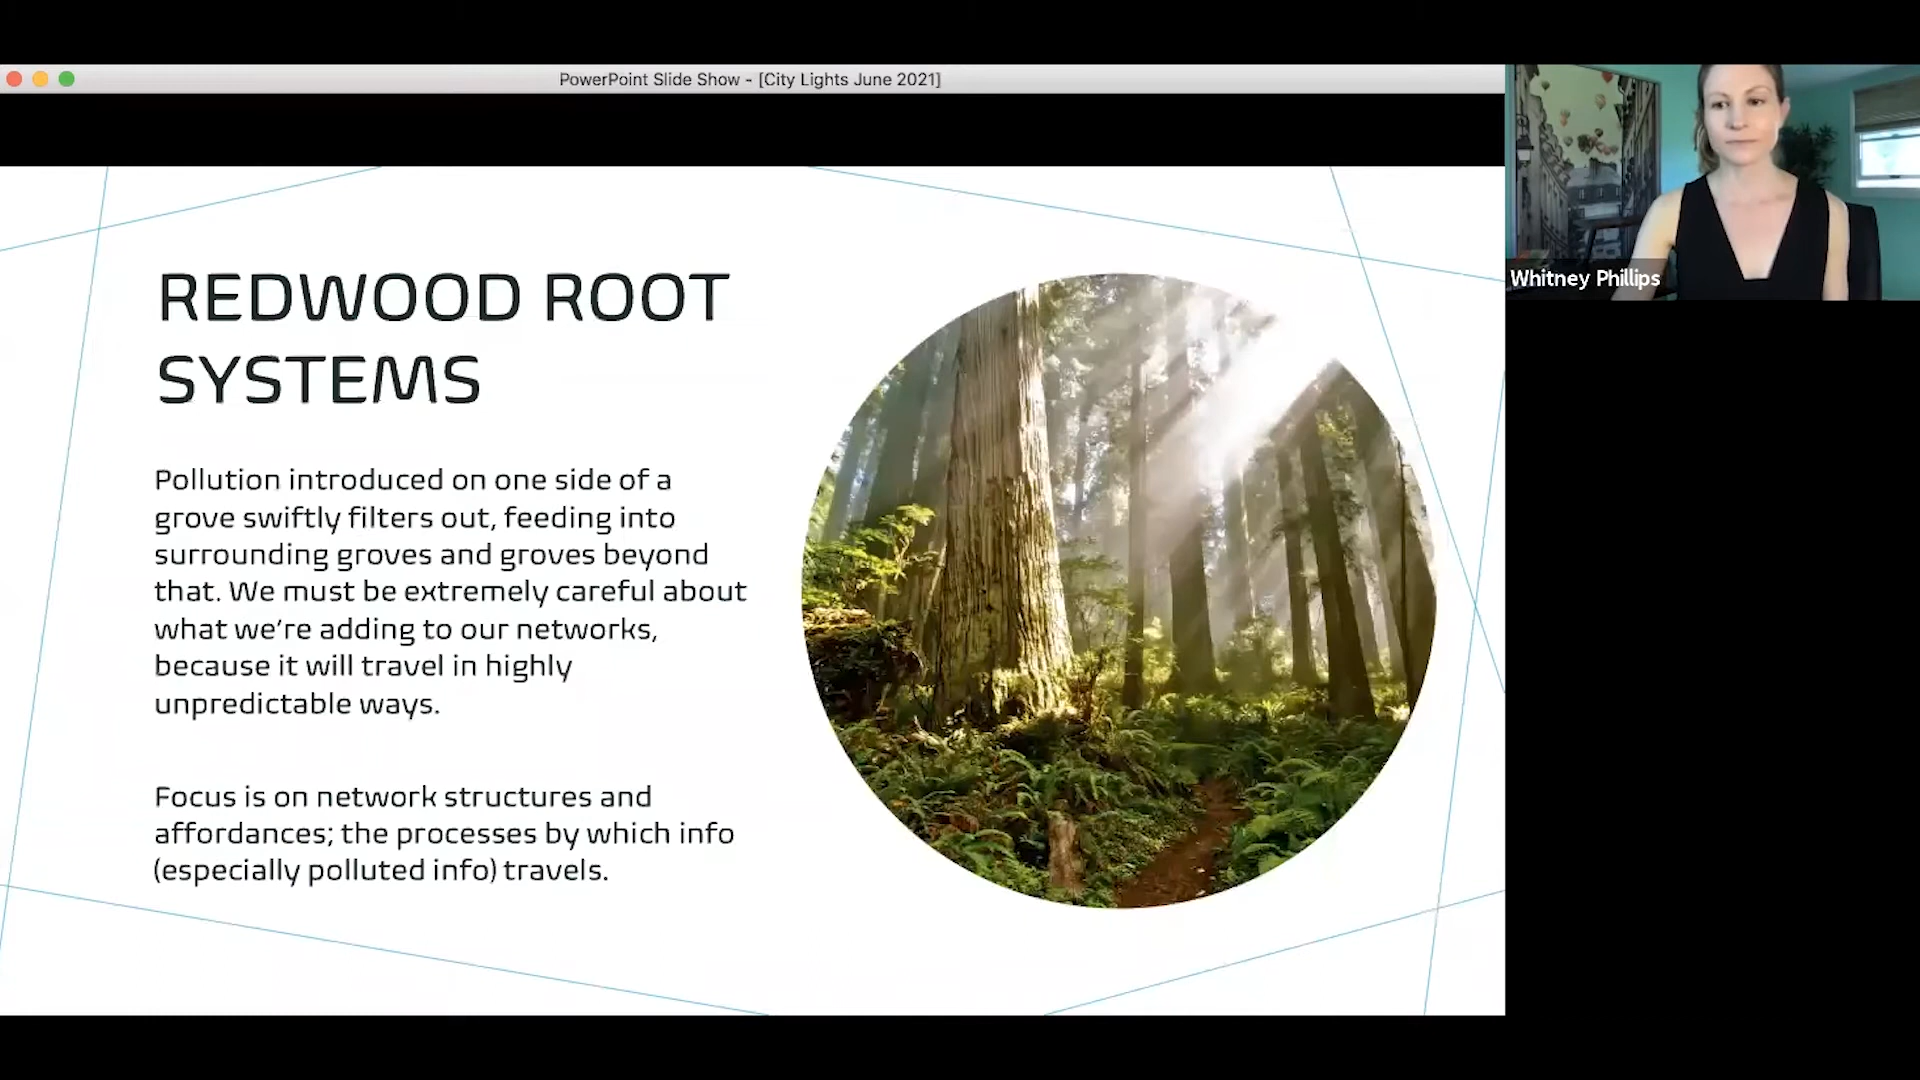 PowerPoint Slide Show - [City Lights June 2021]
REDWOOD ROOT
SYSTEMS
Pollution introduced on one side of a
grove swiftly filters out, feeding into
surrounding groves and groves beyond
that. We must be extremely careful about
what we’re adding to our networks,
because it will travel in highly
unpredictable ways.
Focus is on network structures and
affordances; the processes by which info
(especially polluted info) travels.
Whitney Phillips